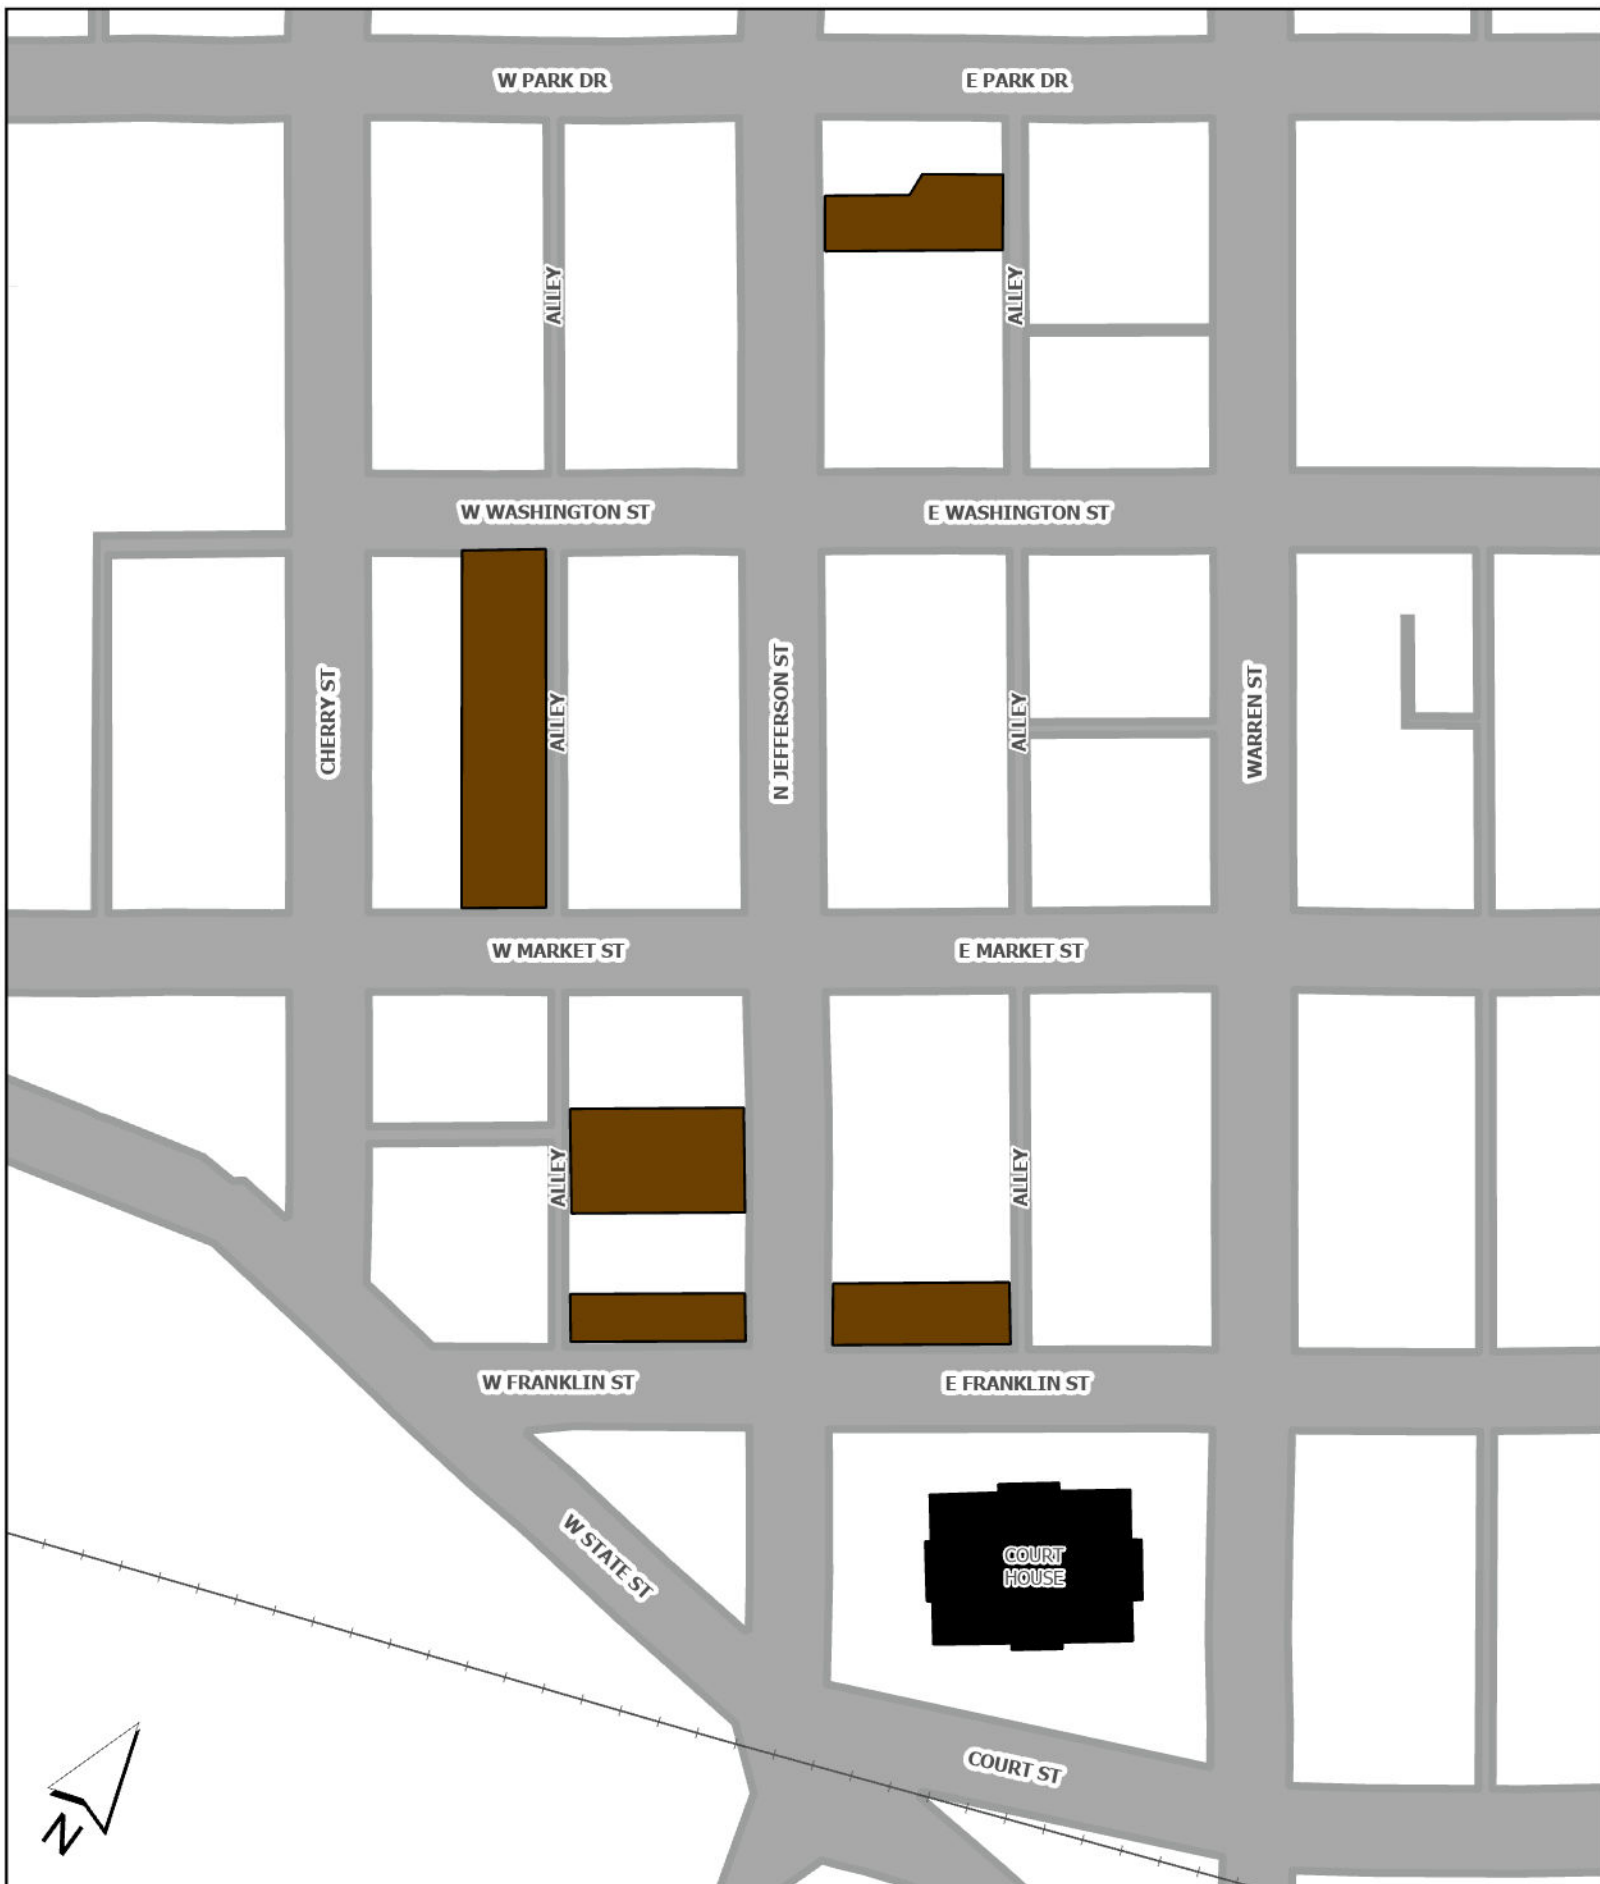 W PARK DR
E PARK DR
ALLEY
ALLEY
W WASHINGTON ST
E WASHINGTON ST
CHERRY ST
ALLEY
N JEFFERSON ST
ALLEY
WARREN ST
W MARKET ST
E MARKET ST
ALLEY
ALLEY
W FRANKLIN ST
E FRANKLIN ST
W STATE ST
COURT
HOUSE
COURT ST
N